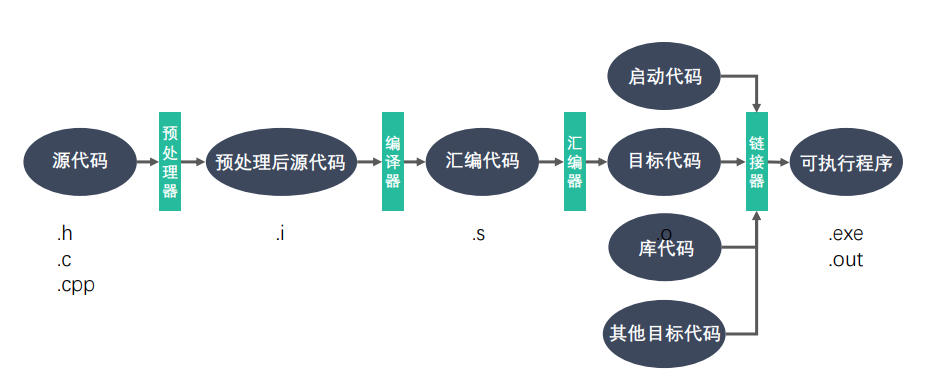 启动代码
源代码
预处理器
预处理后源代码
编译器
汇编代码
汇编器
目标代码
链接器
可执行程序
.h
.c
.cpp
.i
.s
.o
库代码
.exe
.out
其他目标代码